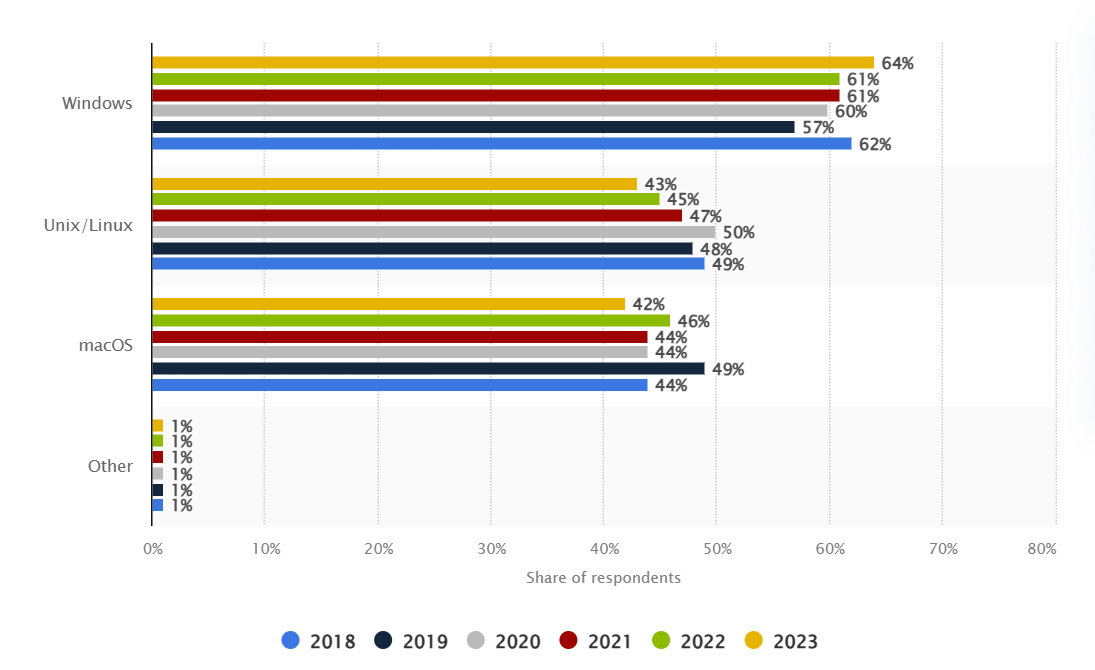 64%
61%
Windows 61%
60%
57%
62%
43%
45%
Unix/Linux 47%
50%
48%
49%
42%
46%
macOS 44%
44%
49%
44%
1%
1%
Other 1%
1%
1%
1%
0% 10% 20% 30% 40% 50% 60% 70% 80%
Share of respondents
2018 2019 2020 2021 2022 2023